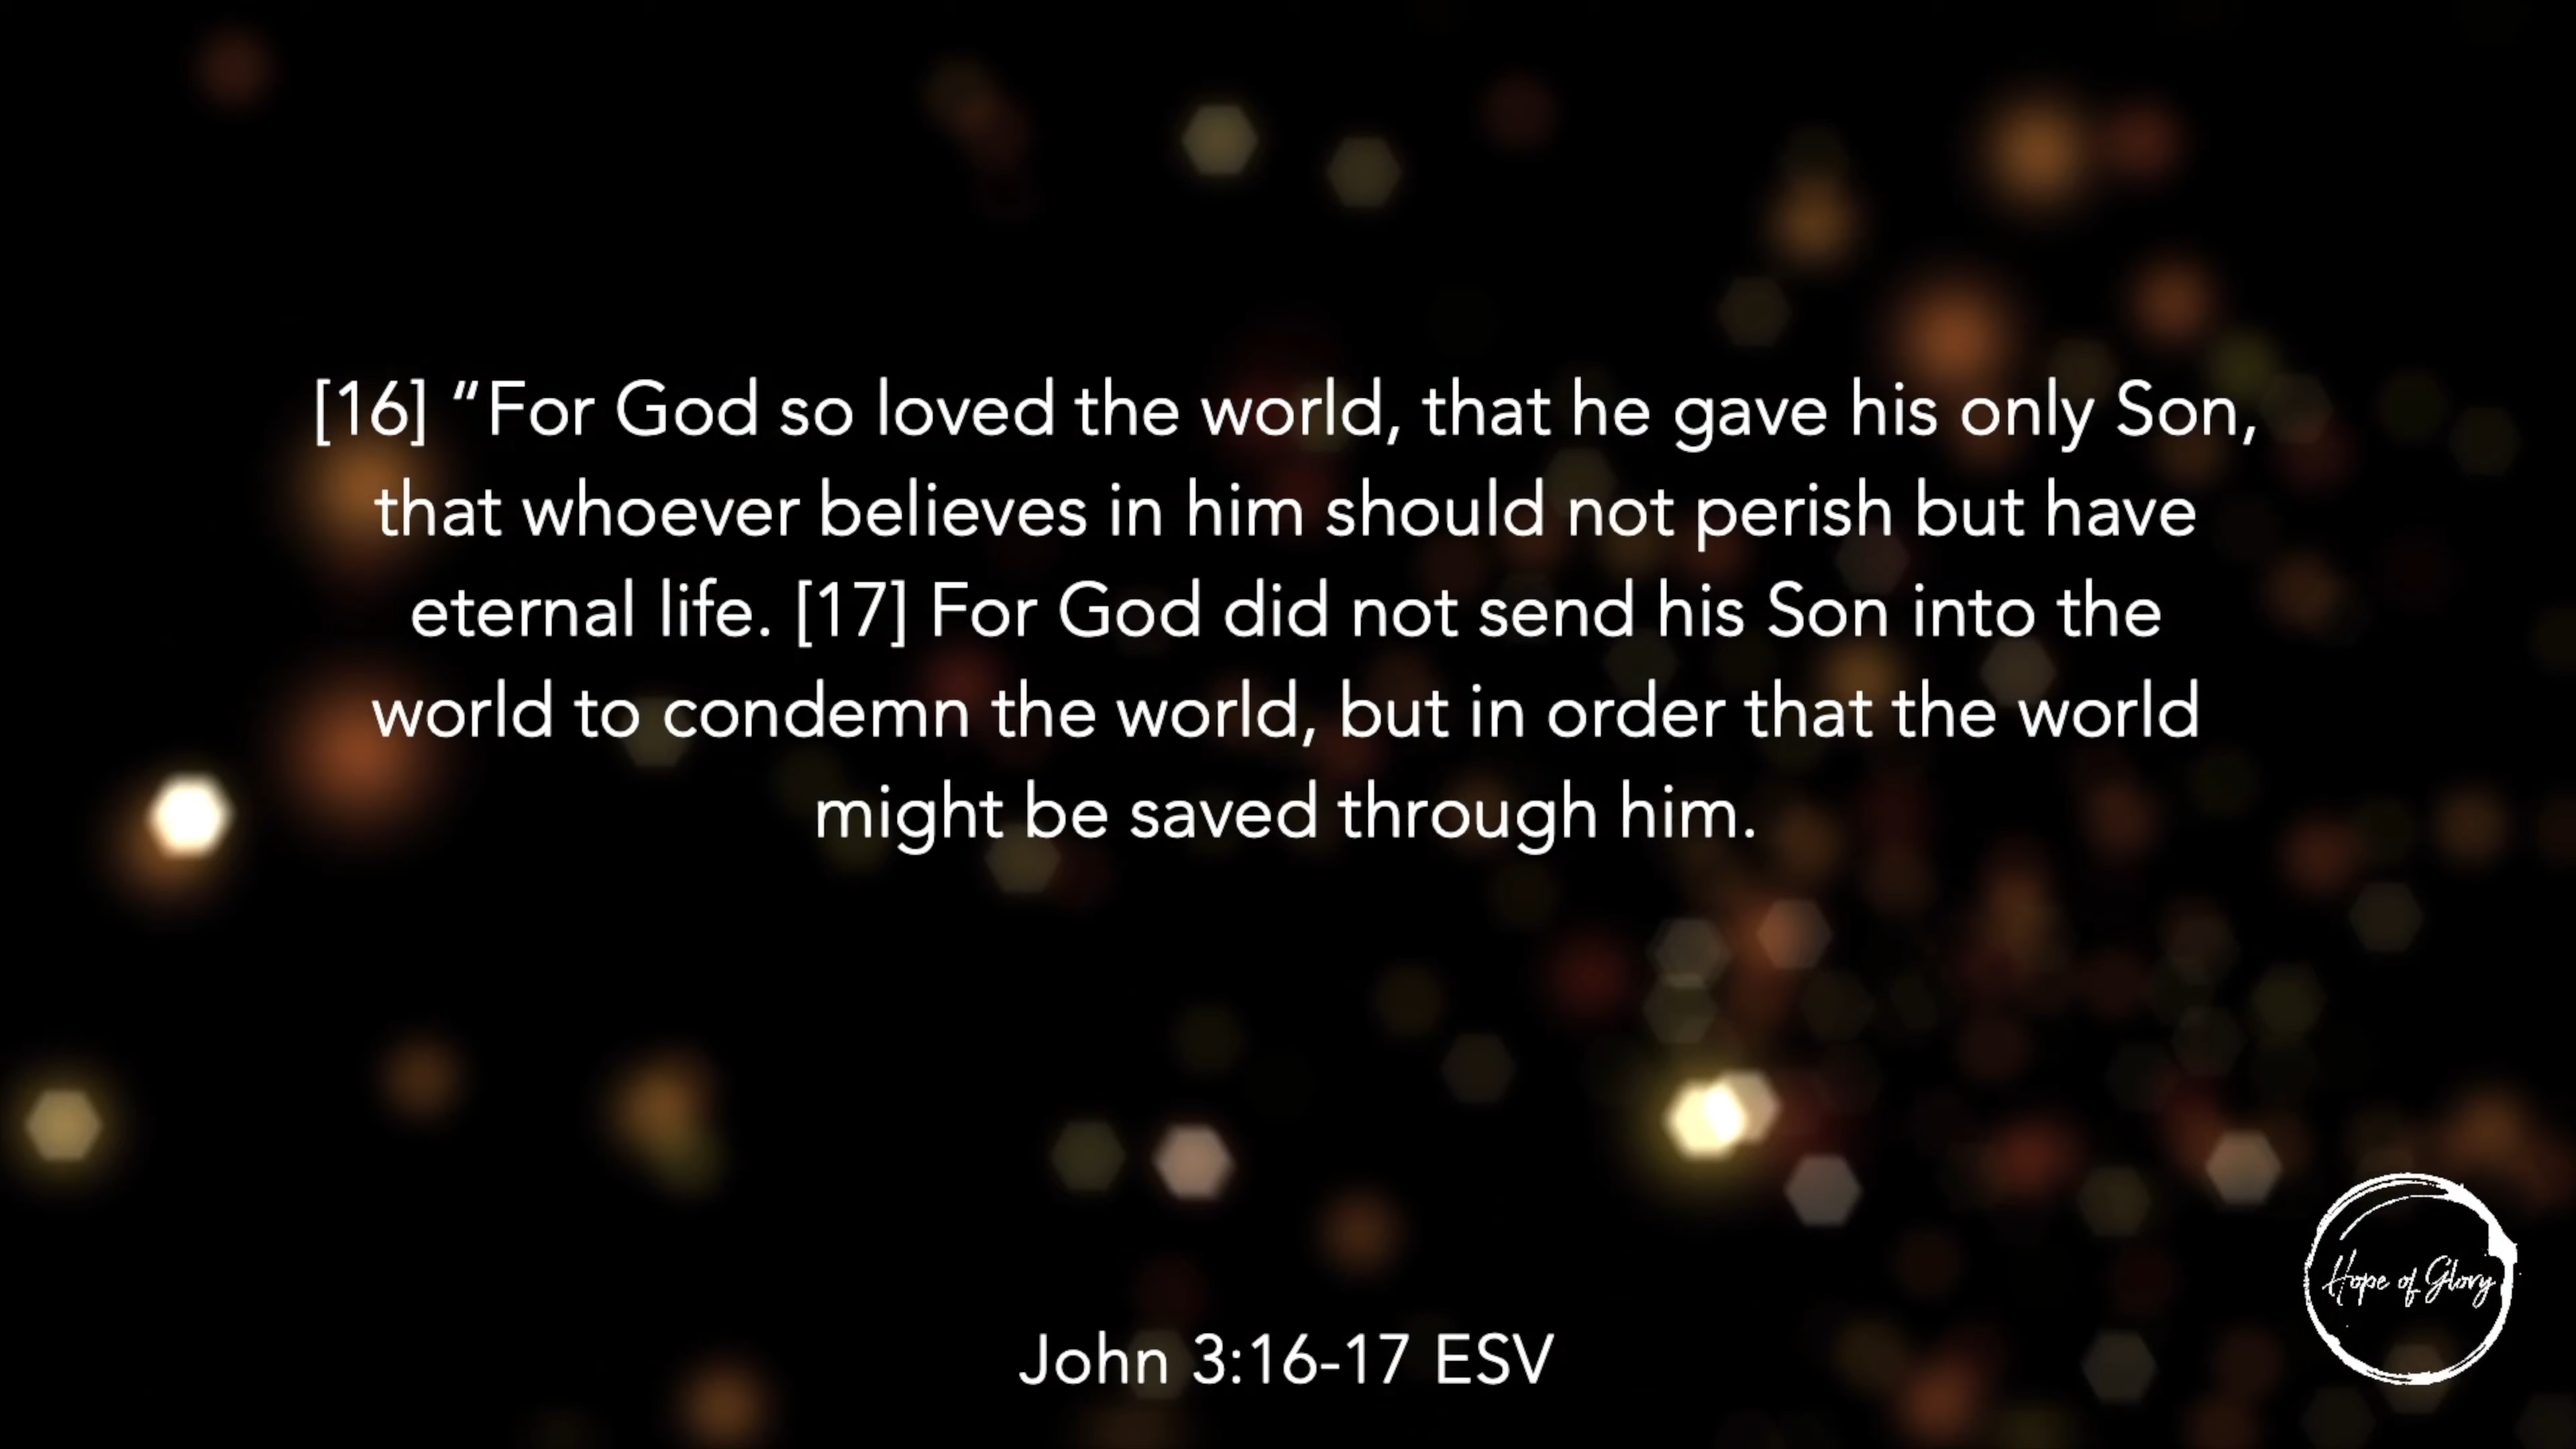 [16] “For God so loved the world, that he gave his only Son,
that whoever believes in him should not perish but have
eternal life. [17] For God did not send his Son into the
world to condemn the world, but in order that the world
might be saved through him.
Hope of Glory
John 3:16-17 ESV